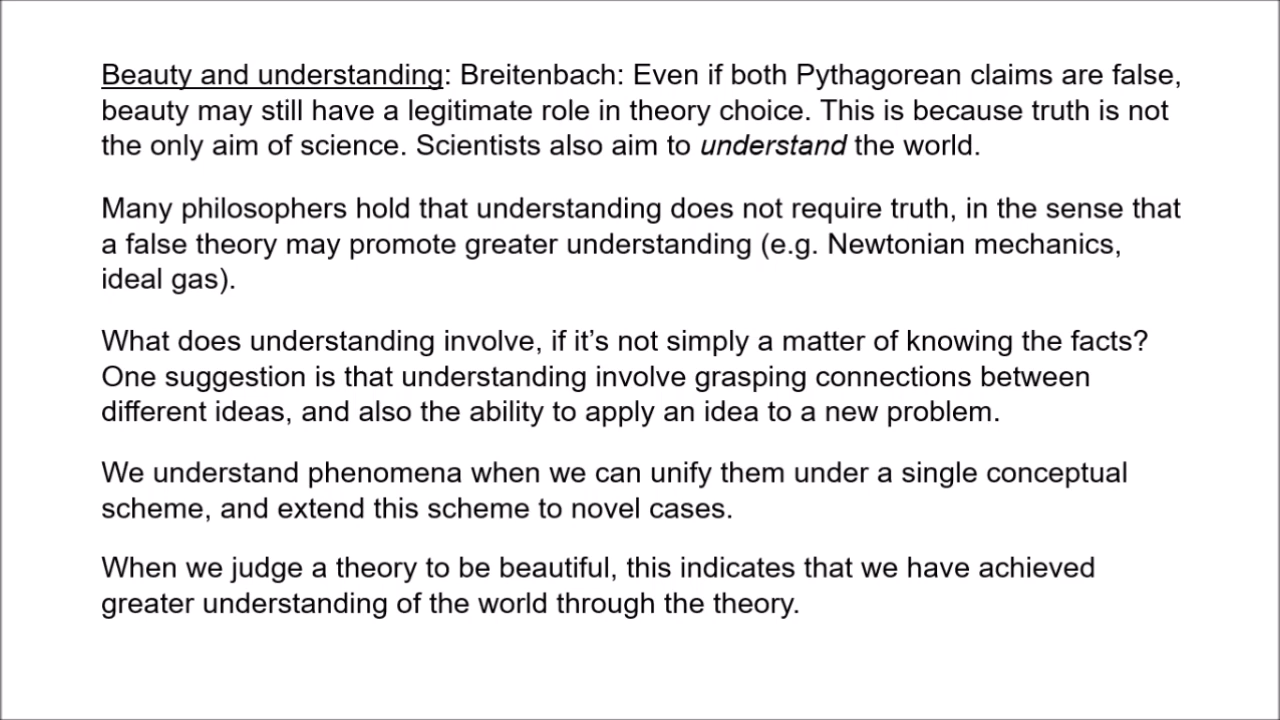 Beauty and understanding: Breitenbach: Even if both Pythagorean claims are false,
beauty may still have a legitimate role in theory choice. This is because truth is not
the only aim of science. Scientists also aim to understand the world.
Many philosophers hold that understanding does not require truth, in the sense that
a false theory may promote greater understanding (e.g. Newtonian mechanics,
ideal gas).
What does understanding involve, if it’s not simply a matter of knowing the facts?
One suggestion is that understanding involve grasping connections between
different ideas, and also the ability to apply an idea to a new problem.
We understand phenomena when we can unify them under a single conceptual
scheme, and extend this scheme to novel cases.
When we judge a theory to be beautiful, this indicates that we have achieved
greater understanding of the world through the theory.